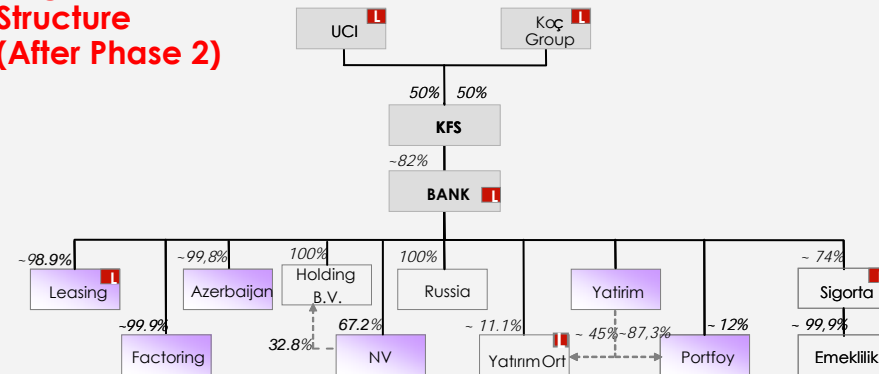 Structure
(After Phase 2)
UCI
L
Koç
Group
L
50% 50%
KFS
~82%
BANK
L
~98.9%
~99,8%
100%
100%
~ 74%
Leasing
L
Azerbaijan
Holding
B.V.
Russia
Yatirim
Sigorta
~99.9%
32.8%
67.2%
~ 11.1%
~ 45%
~87,3%
~ 12%
~ 99,9%
Factoring
NV
YatırımOrt
L
Portfoy
Emeklilik